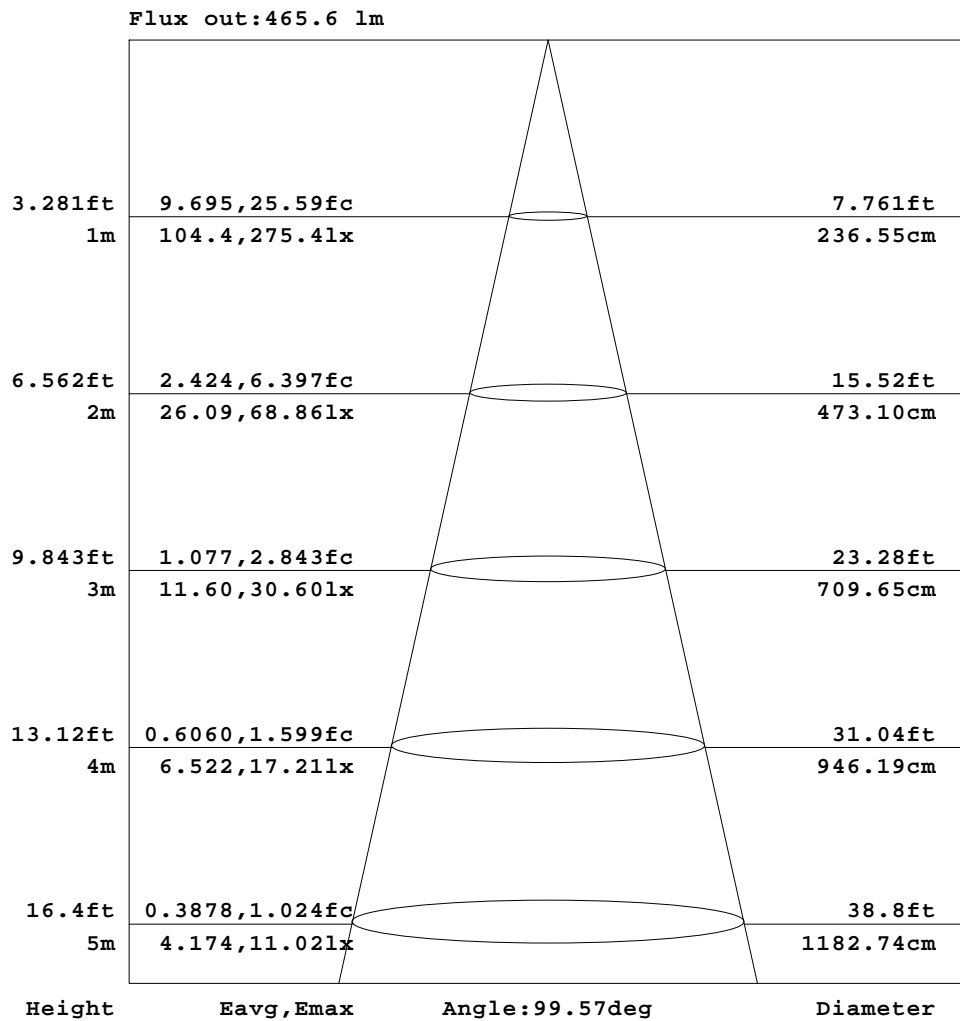 Flux out:465.6 lm
3.281ft 9.695,25.59fc 7.761ft
1m 104.4,275.4lx 236.55cm
6.562ft 2.424,6.397fc 15.52ft
2m 26.09,68.86lx 473.10cm
9.843ft 1.077,2.843fc 23.28ft
3m 11.60,30.60lx 709.65cm
13.12ft 0.6060,1.599fc 31.04ft
4m 6.522,17.21lx 946.19cm
16.4ft 0.3878,1.024fc 38.8ft
5m 4.174,11.02lx 1182.74cm
Height Eavg,Emax Angle:99.57deg Diameter